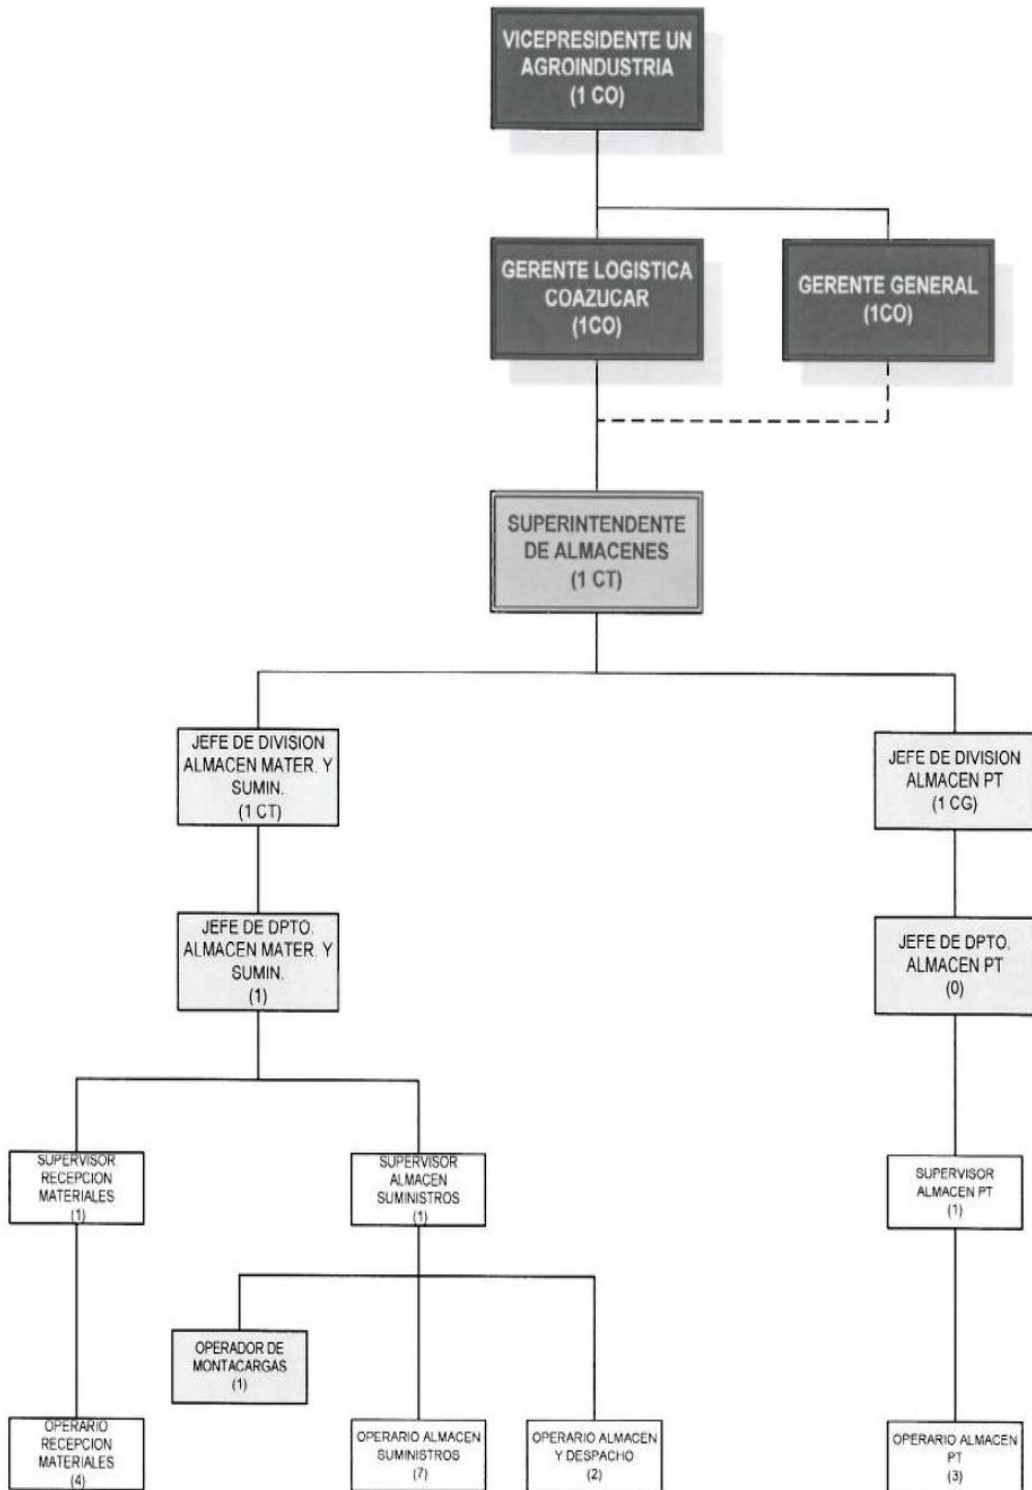 VICEPRESIDENTE UN
AGROINDUSTRIA
(1 CO)
GERENTE LOGISTICA
COAZUCAR
(1CO)
GERENTE GENERAL
(1CO)
SUPERINTENDENTE
DE ALMACENES
(1 CT)
JEFE DE DIVISION
ALMACEN MATER. Y
SUMIN.
(1 CT)
JEFE DE DIVISION
ALMACEN PT
(1 CG)
JEFE DE DPTO.
ALMACEN MATER. Y
SUMIN.
(1)
JEFE DE DPTO.
ALMACEN PT
(0)
SUPERVISOR
RECEPCION
MATERIALES
(1)
SUPERVISOR
ALMACEN
SUMINISTROS
(1)
SUPERVISOR
ALMACEN PT
(1)
OPERADOR DE
MONTACARGAS
(1)
OPERARIO
RECEPCION
MATERIALES
(4)
OPERARIO ALMACEN
SUMINISTROS
(7)
OPERARIO ALMACEN
Y DESPACHO
(2)
OPERARIO ALMACEN
PT
(3)